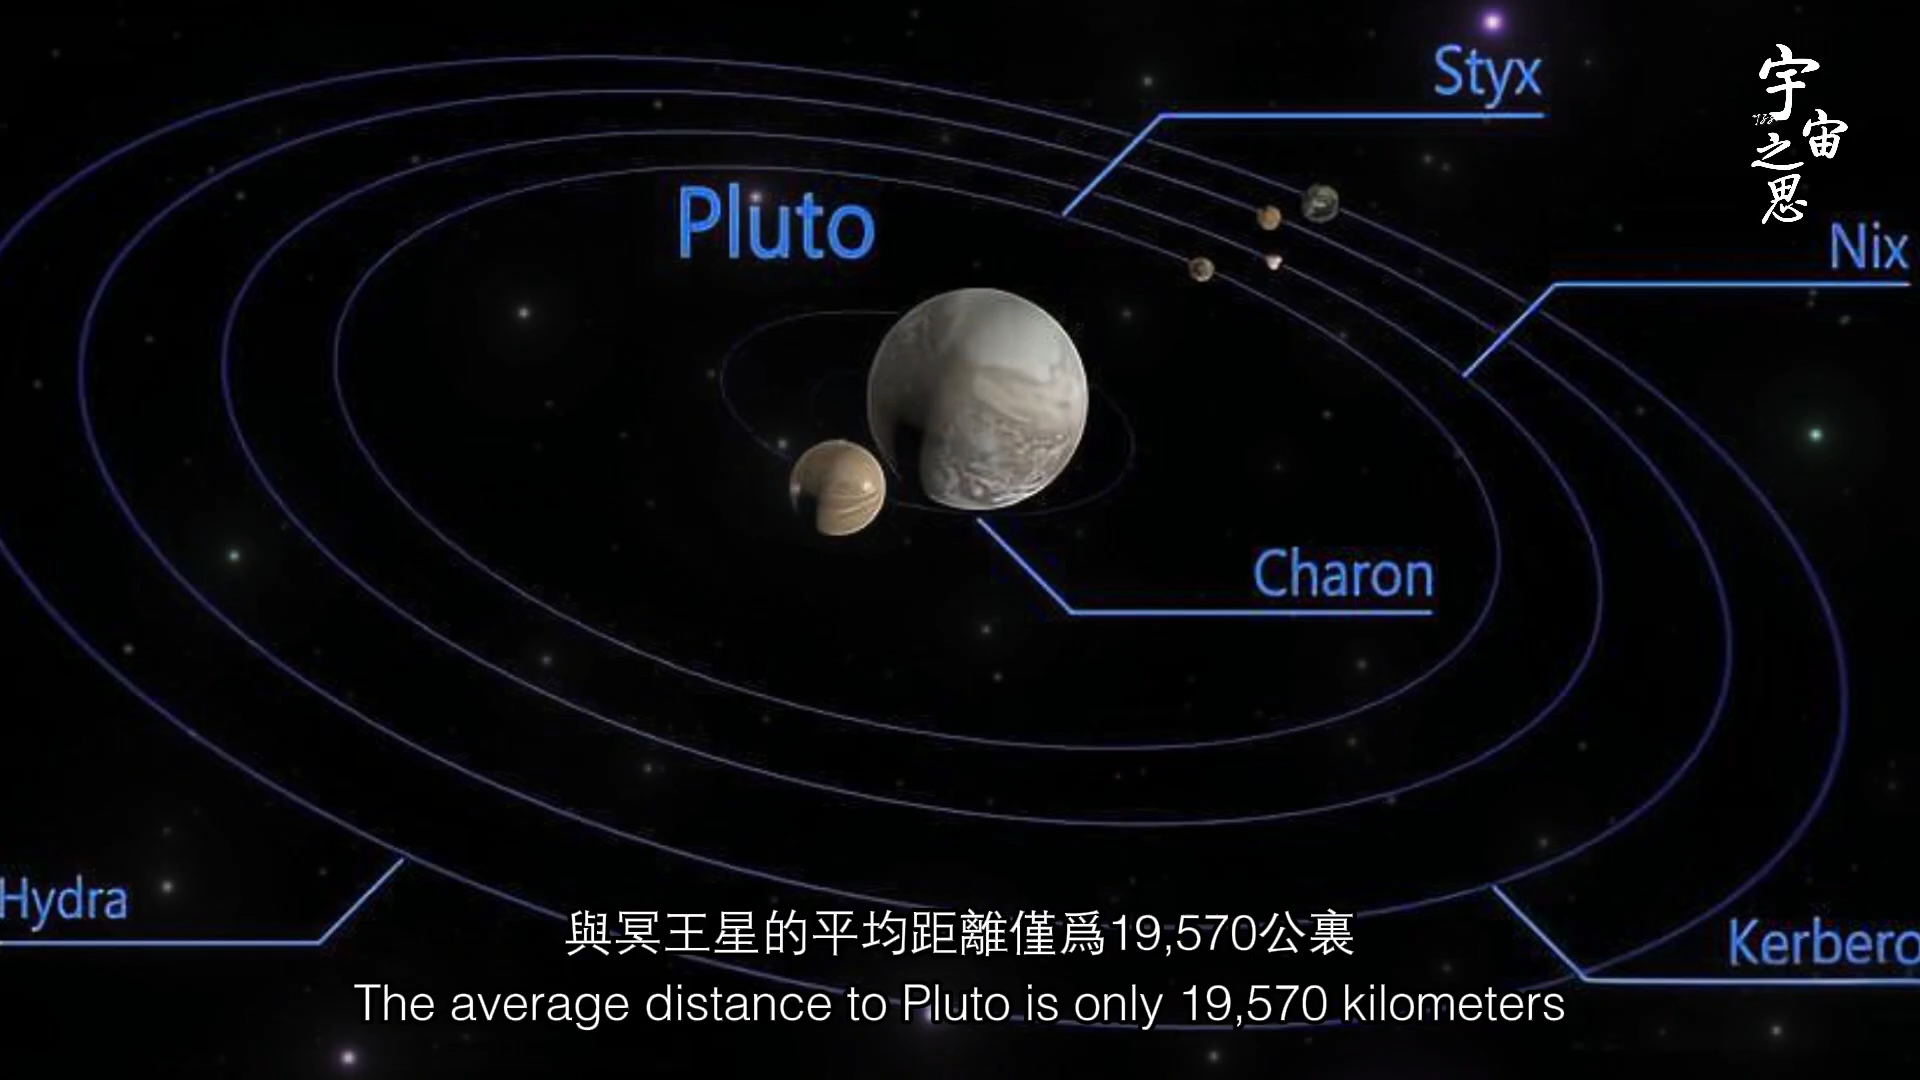 Styx
宇宙之思
Pluto
Nix
Charon
Hydra
Kerbero
與冥王星的平均距離僅爲19,570公裏
The average distance to Pluto is only 19,570 kilometers